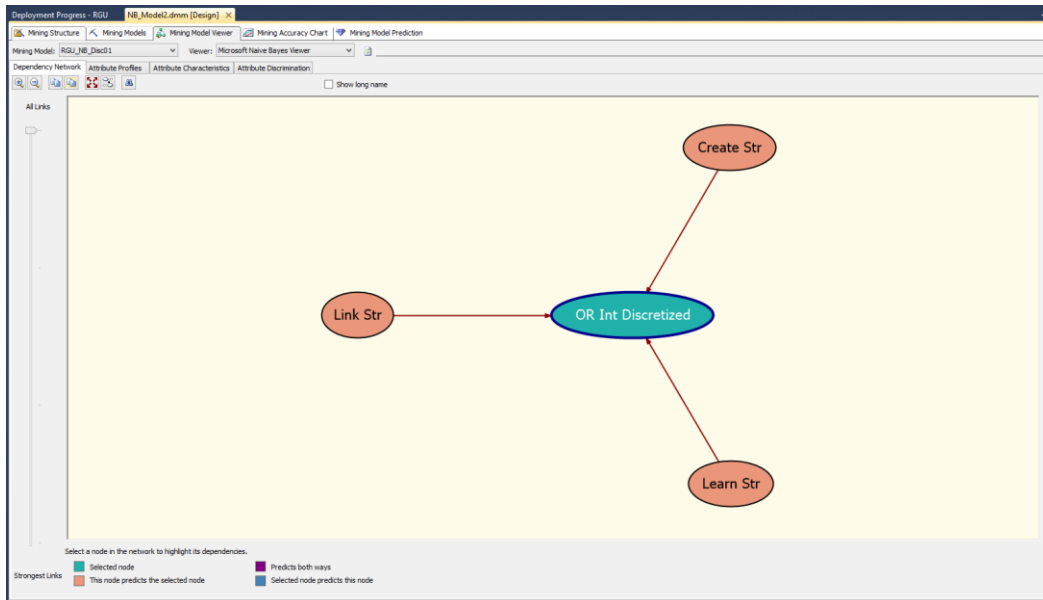 Deployment Progress - RGU NB_Model2.dmm [Design] ×
Mining Structure Mining Models Mining Model Viewer Mining Accuracy Chart Mining Model Prediction
Mining Model: RGU_NB_Disc01 Viewer: Microsoft Naive Bayes Viewer
Dependency Network Attribute Profiles Attribute Characteristics Attribute Discrimination
Show long name
All Links
Create Str
Link Str
OR Int Discretized
Learn Str
Select a node in the network to highlight its dependencies.
Strongest Links
Selected node Predicts both ways
This node predicts the selected node Selected node predicts this node